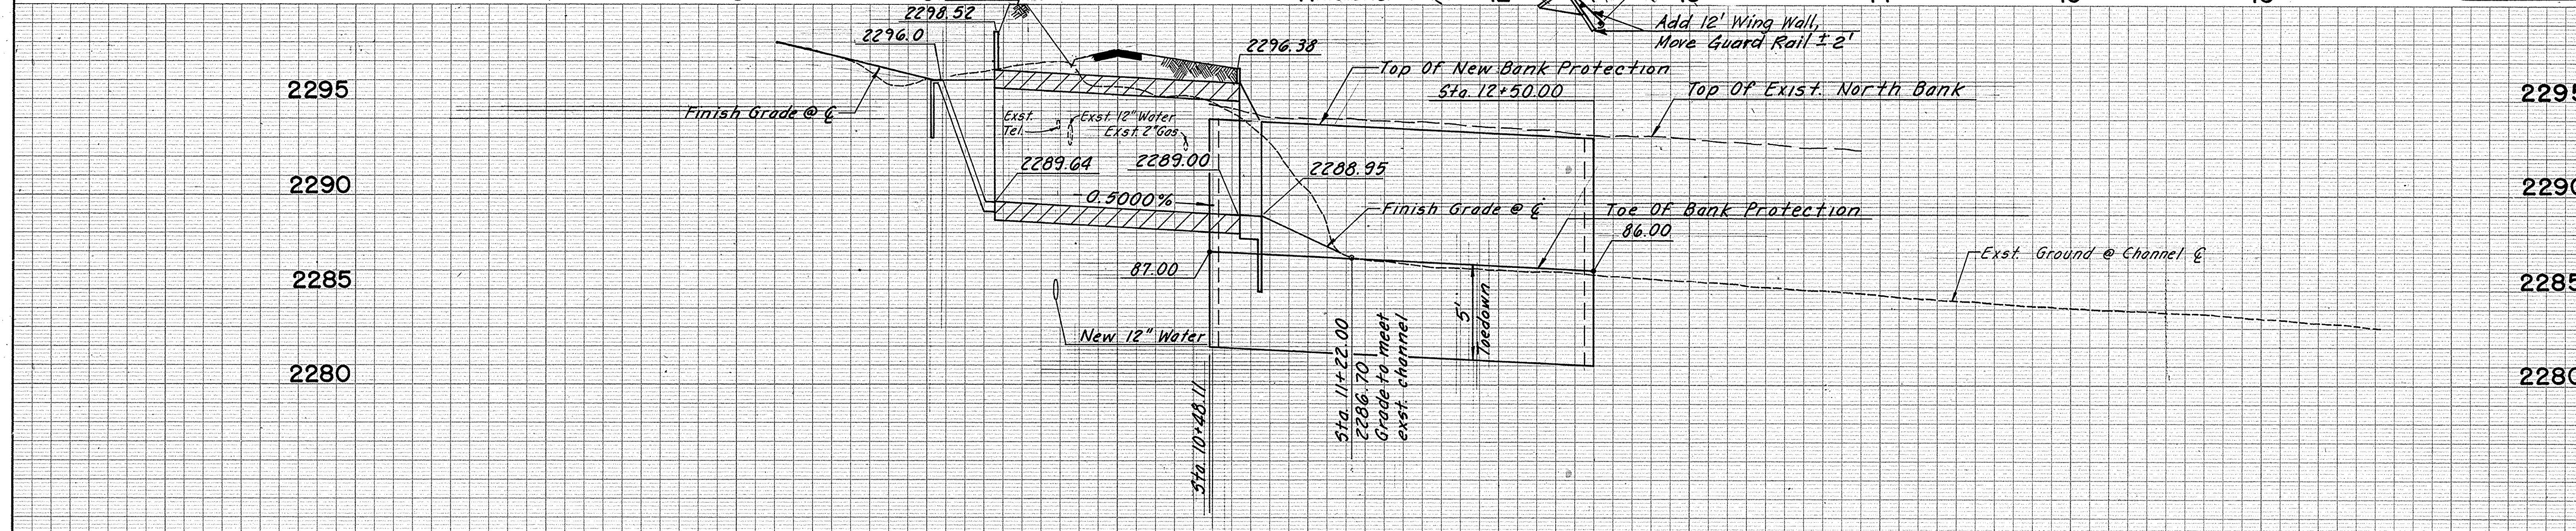 2298.52
2296.0
2296.38
Add 12' Wing Wall,
Move Guard Rail ± 2'
2295
2295
Finish Grade @ ℄
Top Of New Bank Protection
Sta. 12+50.00
Top Of Exist. North Bank
Exst.
Tel.
Exst. 12" Water
Exst. 2" Gas
2289.64
2289.00
2288.95
2290
2290
-0.5000%
Finish Grade @ ℄
Toe Of Bank Protection
86.00
87.00
Exst. Ground @ Channel ℄
2285
2285
New 12" Water
5'
Toedown
2280
2280
Sta. 10+48.11
Sta. 11+22.00
2286.70
Grade to meet
exst. channel